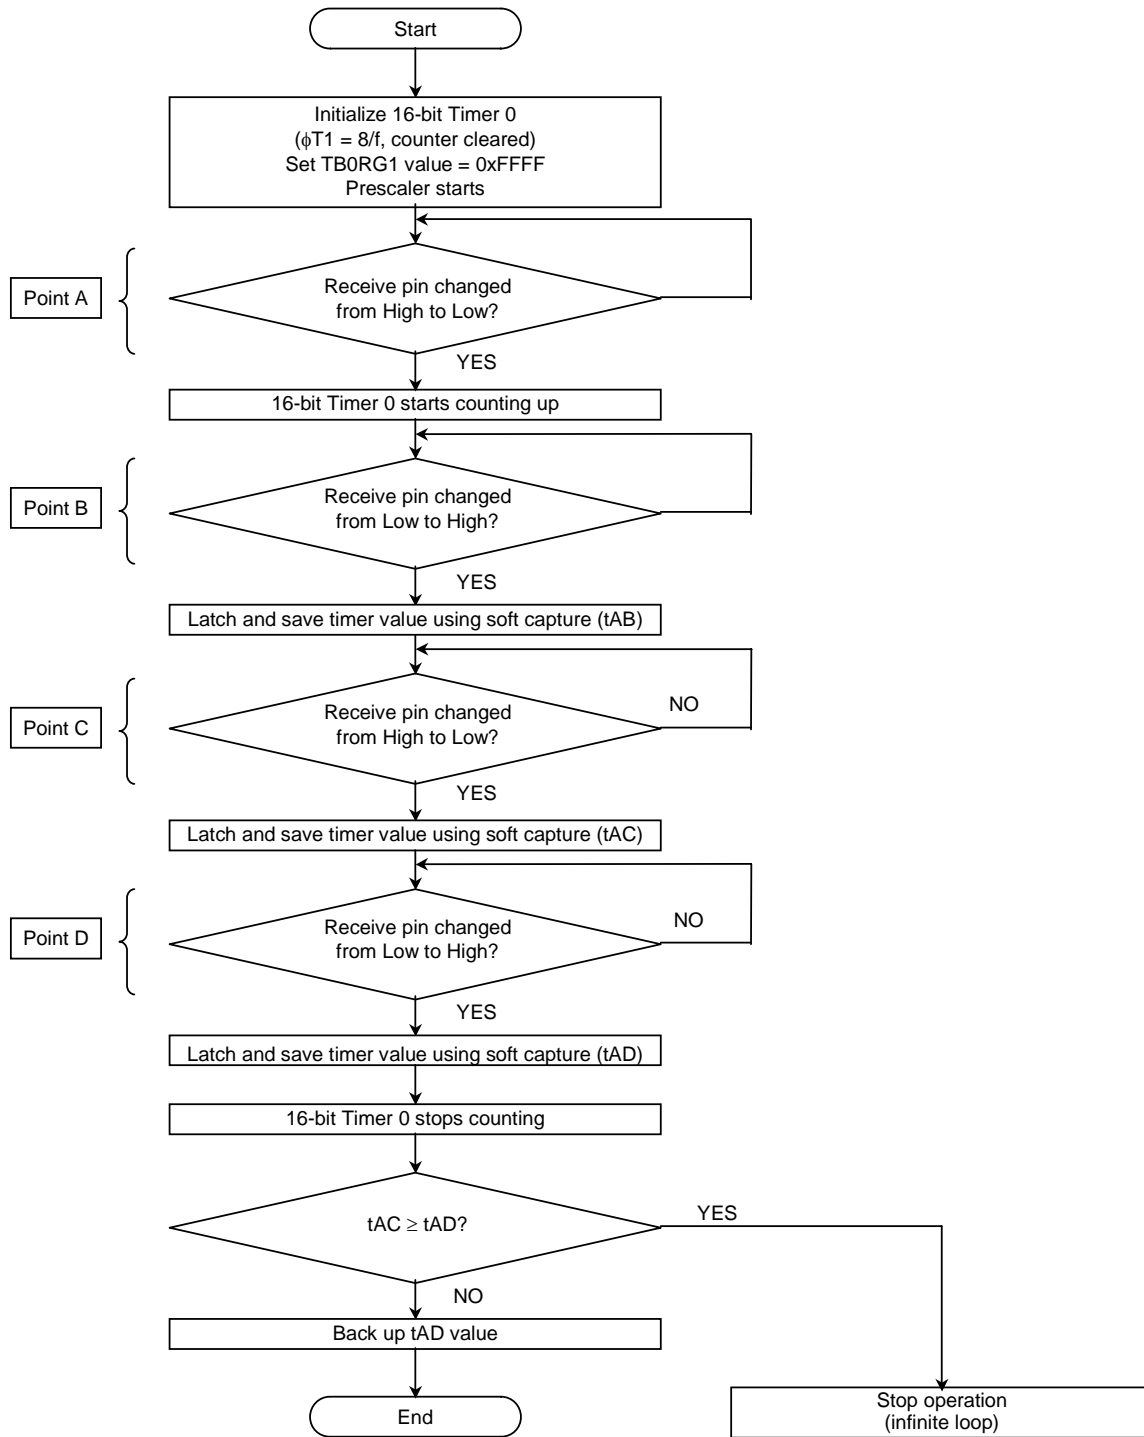 Start
Initialize 16-bit Timer 0
(ϕT1 = 8/f, counter cleared)
Set TB0RG1 value = 0xFFFF
Prescaler starts
Point A
Receive pin changed
from High to Low?
YES
16-bit Timer 0 starts counting up
Point B
Receive pin changed
from Low to High?
YES
Latch and save timer value using soft capture (tAB)
Point C
Receive pin changed
from High to Low?
NO
YES
Latch and save timer value using soft capture (tAC)
Point D
Receive pin changed
from Low to High?
NO
YES
Latch and save timer value using soft capture (tAD)
16-bit Timer 0 stops counting
tAC ≥ tAD?
YES
NO
Back up tAD value
End
Stop operation
(infinite loop)